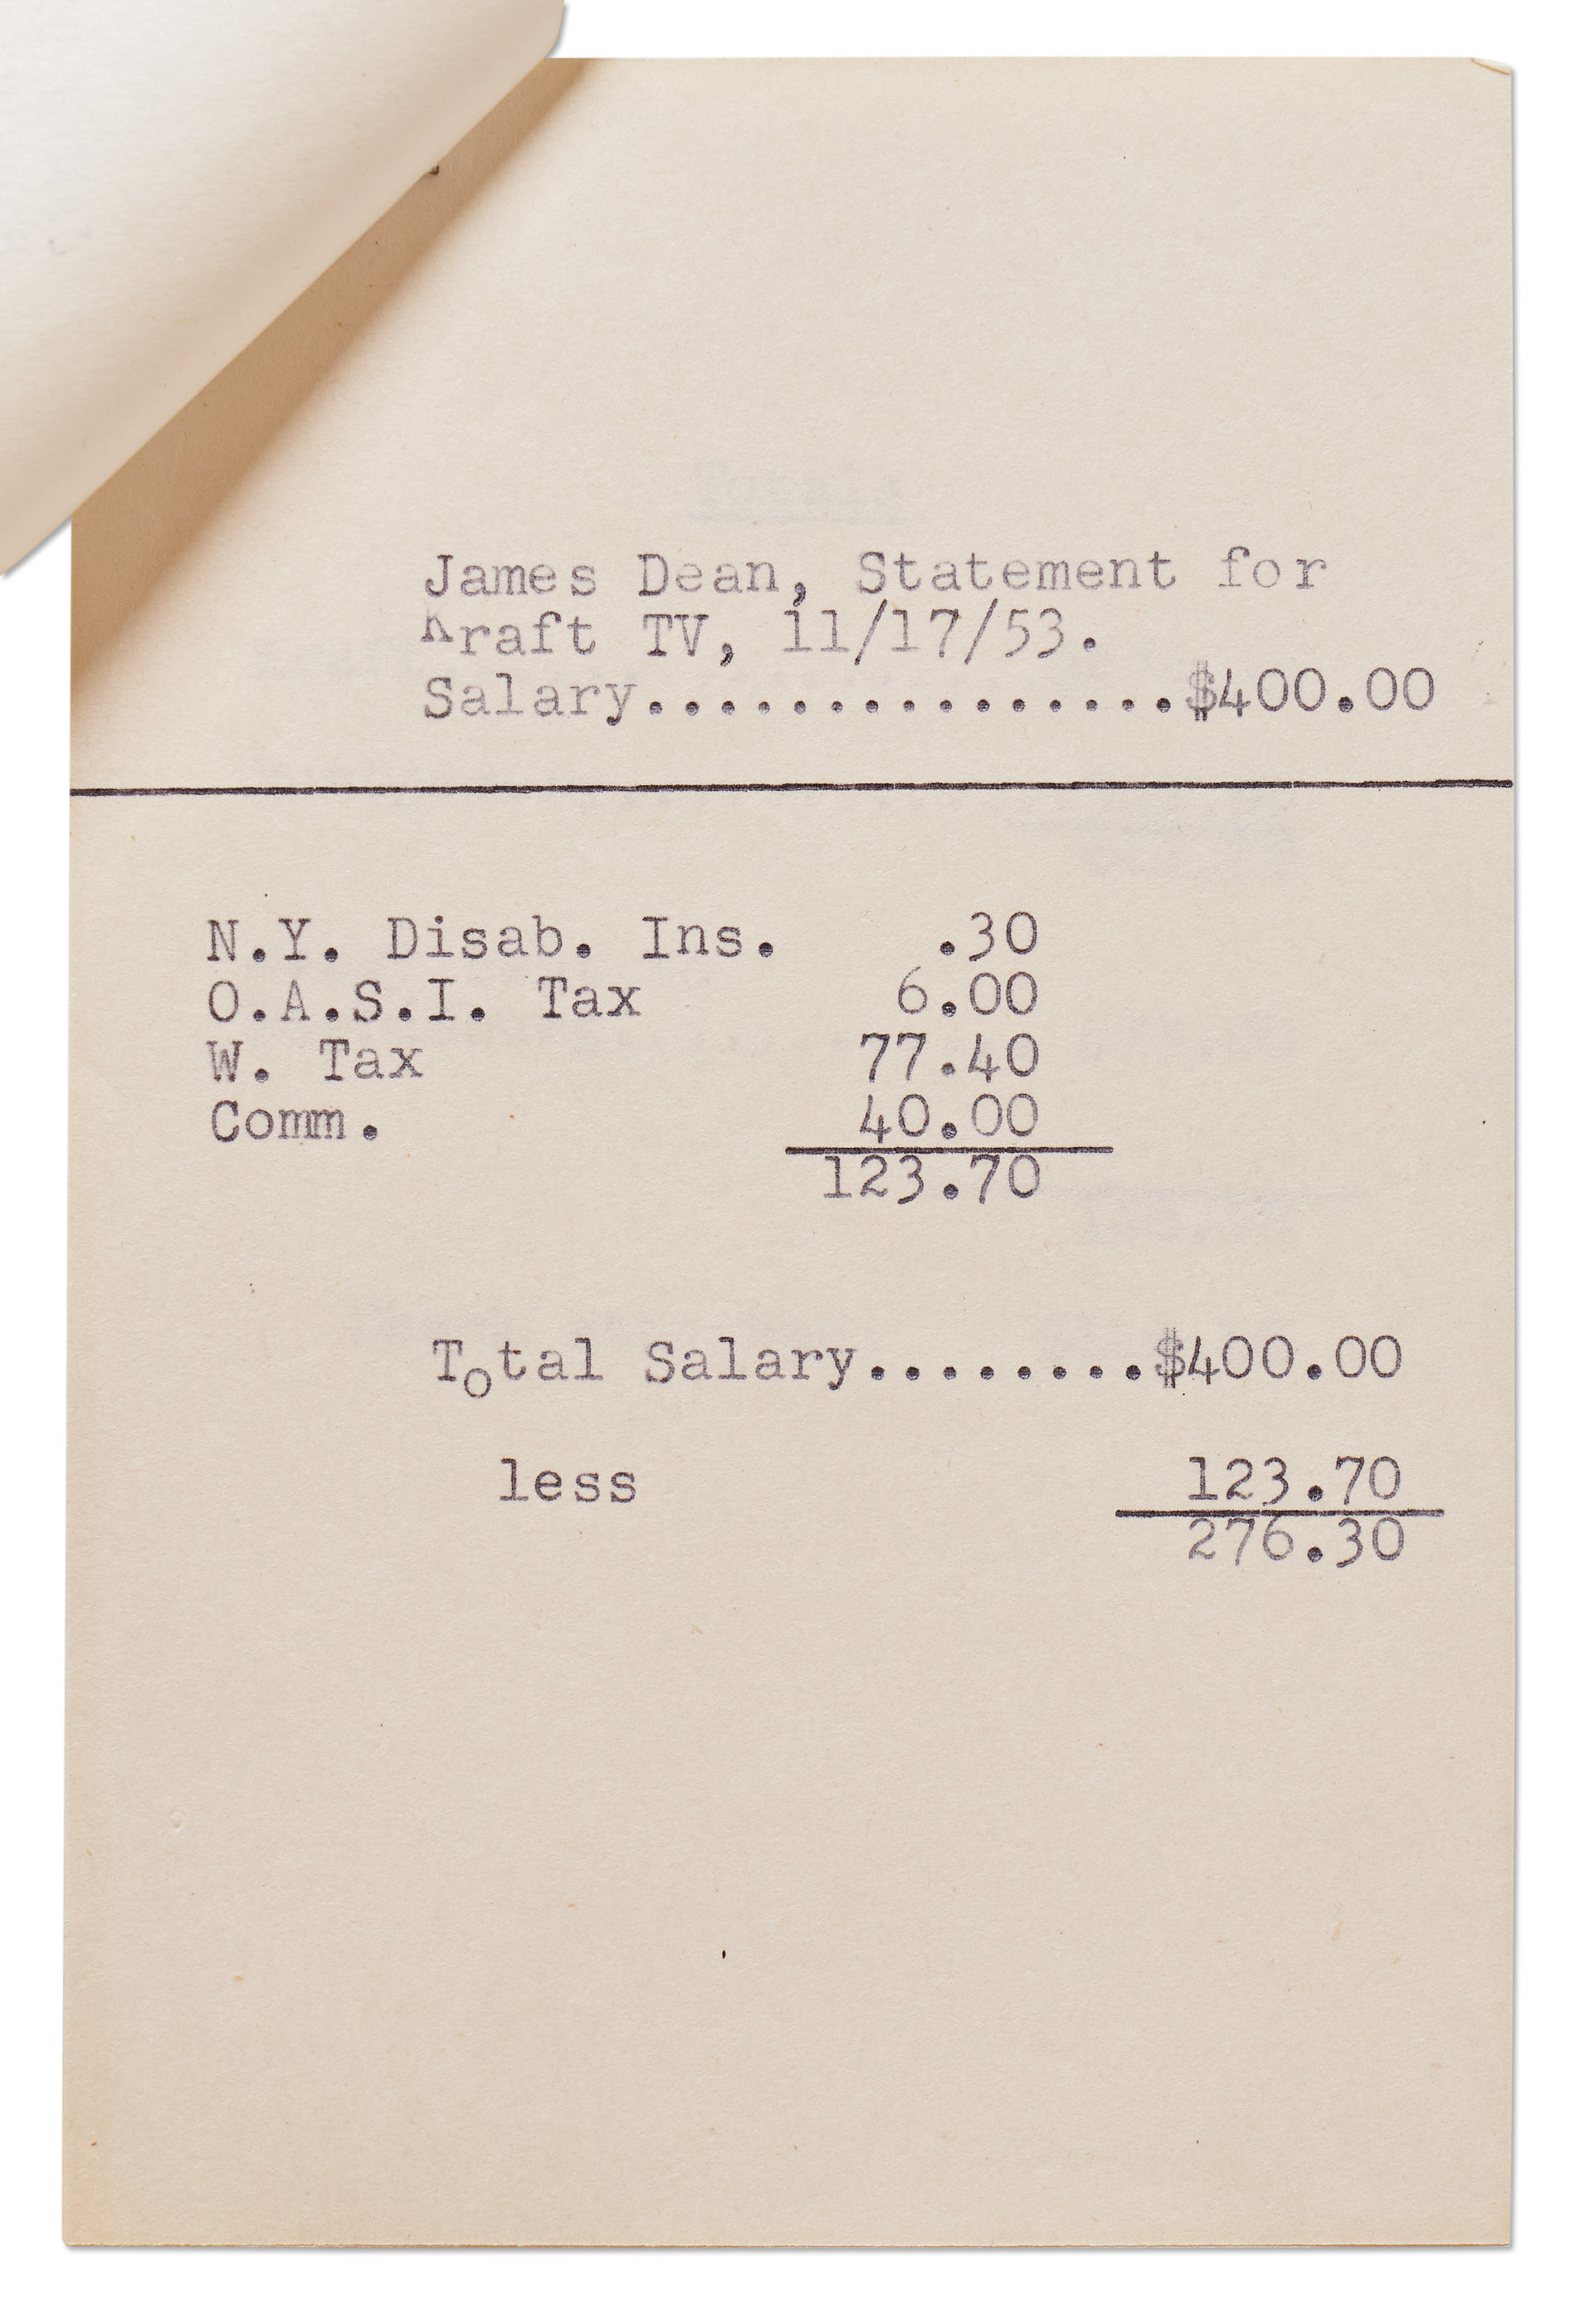 James Dean, Statement for
Kraft TV, 11/17/53.
Salary...............$400.00
N.Y. Disab. Ins. .30
O.A.S.I. Tax 6.00
W. Tax 77.40
Comm. 40.00
123.70
Total Salary........$400.00
less 123.70
276.30